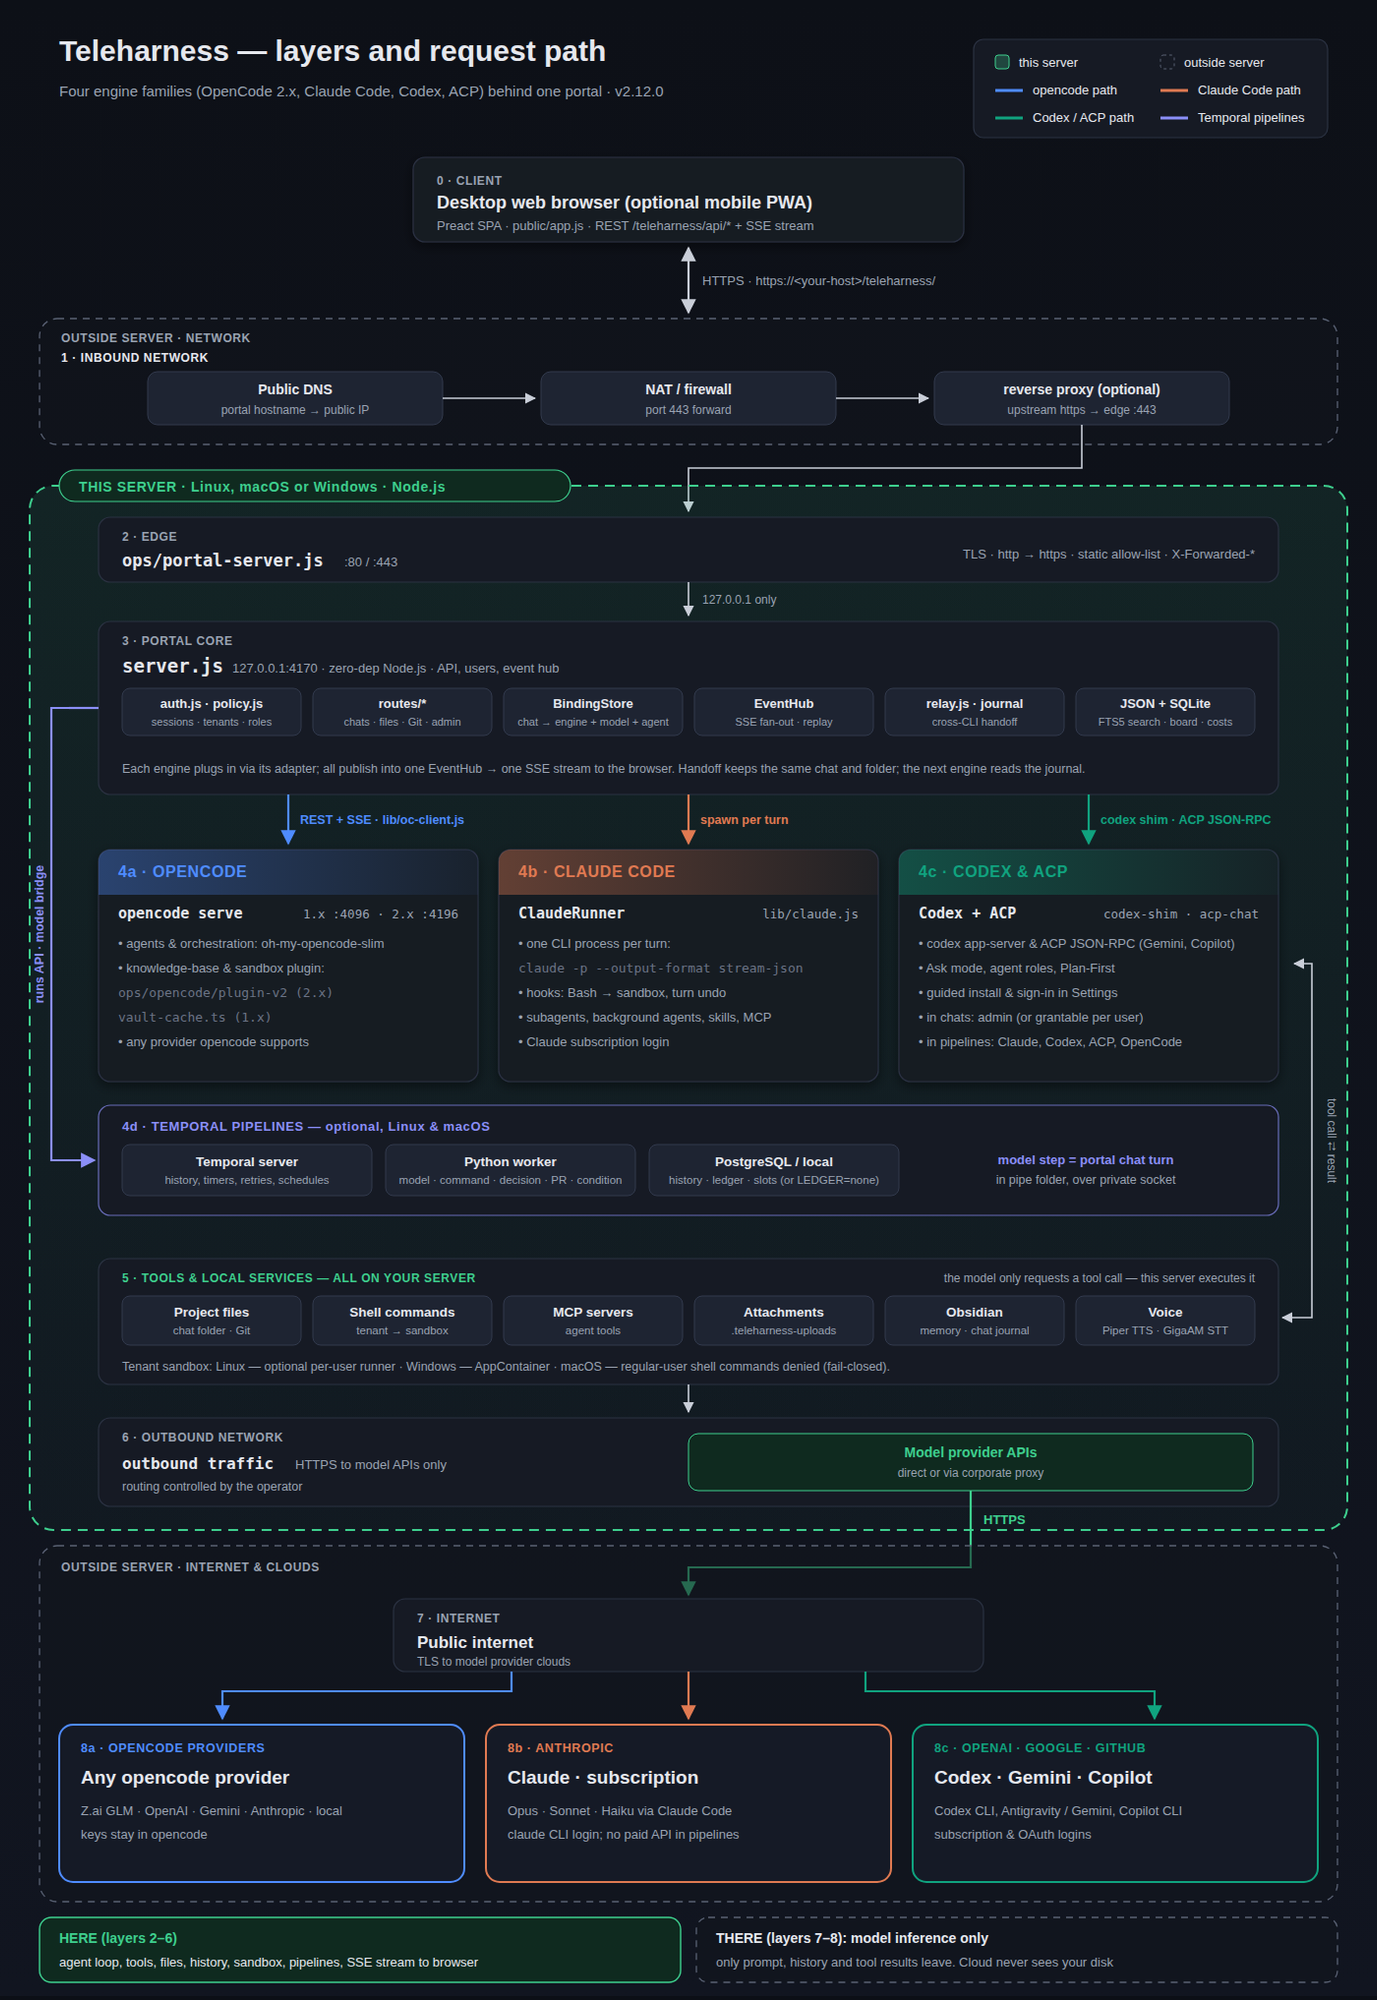 Teleharness — layers and request path
Four engine families (OpenCode 2.x, Claude Code, Codex, ACP) behind one portal · v2.12.0
this server
outside server
opencode path
Claude Code path
Codex / ACP path
Temporal pipelines
0 · CLIENT
Desktop web browser (optional mobile PWA)
Preact SPA · public/app.js · REST /teleharness/api/* + SSE stream
HTTPS · https://<your-host>/teleharness/
OUTSIDE SERVER · NETWORK
1 · INBOUND NETWORK
Public DNS
portal hostname → public IP
NAT / firewall
port 443 forward
reverse proxy (optional)
upstream https → edge :443
THIS SERVER · Linux, macOS or Windows · Node.js
2 · EDGE
ops/portal-server.js :80 / :443
TLS · http → https · static allow-list · X-Forwarded-*
127.0.0.1 only
3 · PORTAL CORE
server.js 127.0.0.1:4170 · zero-dep Node.js · API, users, event hub
auth.js · policy.js
sessions · tenants · roles
routes/*
chats · files · Git · admin
BindingStore
chat → engine + model + agent
EventHub
SSE fan-out · replay
relay.js · journal
cross-CLI handoff
JSON + SQLite
FTS5 search · board · costs
Each engine plugs in via its adapter; all publish into one EventHub → one SSE stream to the browser. Handoff keeps the same chat and folder; the next engine reads the journal.
REST + SSE · lib/oc-client.js
spawn per turn
codex shim · ACP JSON-RPC
runs API · model bridge
4a · OPENCODE
opencode serve 1.x :4096 · 2.x :4196
• agents & orchestration: oh-my-opencode-slim
• knowledge-base & sandbox plugin:
ops/opencode/plugin-v2 (2.x)
vault-cache.ts (1.x)
• any provider opencode supports
4b · CLAUDE CODE
ClaudeRunner lib/claude.js
• one CLI process per turn:
claude -p --output-format stream-json
• hooks: Bash → sandbox, turn undo
• subagents, background agents, skills, MCP
• Claude subscription login
4c · CODEX & ACP
Codex + ACP codex-shim · acp-chat
• codex app-server & ACP JSON-RPC (Gemini, Copilot)
• Ask mode, agent roles, Plan-First
• guided install & sign-in in Settings
• in chats: admin (or grantable per user)
• in pipelines: Claude, Codex, ACP, OpenCode
tool call ⇄ result
4d · TEMPORAL PIPELINES — optional, Linux & macOS
Temporal server
history, timers, retries, schedules
Python worker
model · command · decision · PR · condition
PostgreSQL / local
history · ledger · slots (or LEDGER=none)
model step = portal chat turn
in pipe folder, over private socket
5 · TOOLS & LOCAL SERVICES — ALL ON YOUR SERVER
the model only requests a tool call — this server executes it
Project files
chat folder · Git
Shell commands
tenant → sandbox
MCP servers
agent tools
Attachments
.teleharness-uploads
Obsidian
memory · chat journal
Voice
Piper TTS · GigaAM STT
Tenant sandbox: Linux — optional per-user runner · Windows — AppContainer · macOS — regular-user shell commands denied (fail-closed).
6 · OUTBOUND NETWORK
outbound traffic HTTPS to model APIs only
routing controlled by the operator
Model provider APIs
direct or via corporate proxy
HTTPS
OUTSIDE SERVER · INTERNET & CLOUDS
7 · INTERNET
Public internet
TLS to model provider clouds
8a · OPENCODE PROVIDERS
Any opencode provider
Z.ai GLM · OpenAI · Gemini · Anthropic · local
keys stay in opencode
8b · ANTHROPIC
Claude · subscription
Opus · Sonnet · Haiku via Claude Code
claude CLI login; no paid API in pipelines
8c · OPENAI · GOOGLE · GITHUB
Codex · Gemini · Copilot
Codex CLI, Antigravity / Gemini, Copilot CLI
subscription & OAuth logins
HERE (layers 2–6)
agent loop, tools, files, history, sandbox, pipelines, SSE stream to browser
THERE (layers 7–8): model inference only
only prompt, history and tool results leave. Cloud never sees your disk